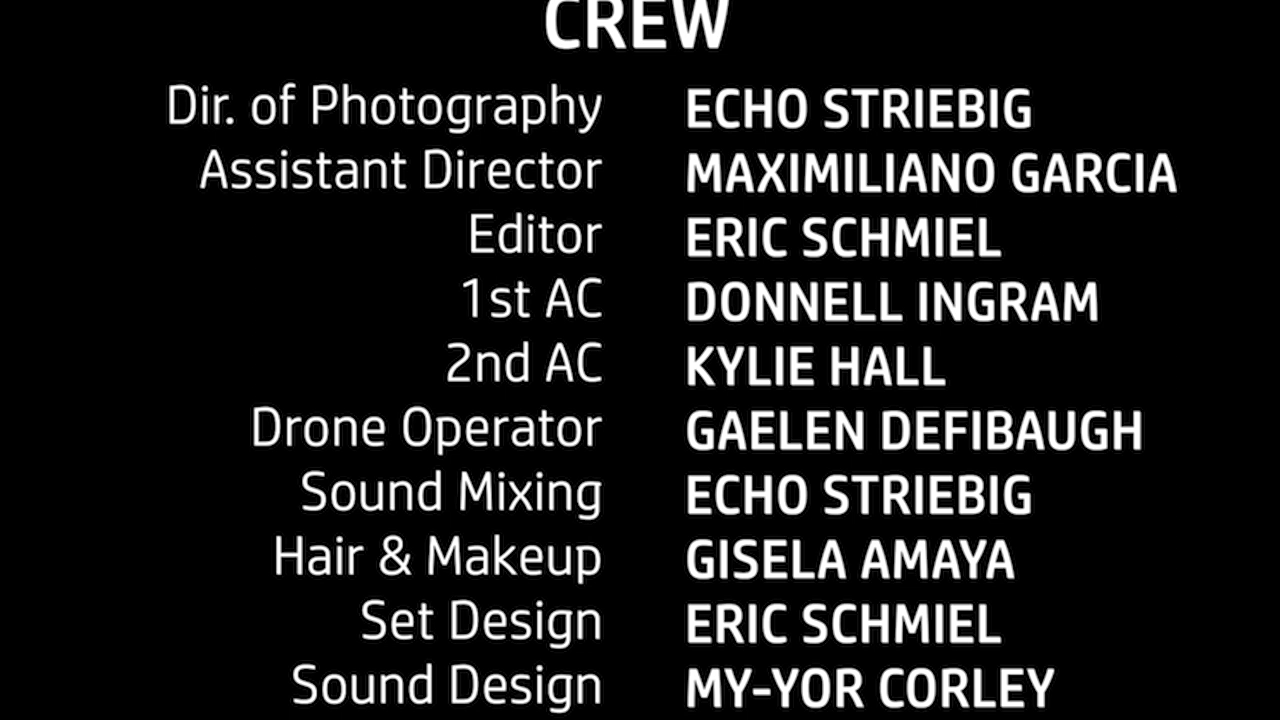 CREW
Dir. of Photography ECHO STRIEBIG
Assistant Director MAXIMILIANO GARCIA
Editor ERIC SCHMIEL
1st AC DONNELL INGRAM
2nd AC KYLIE HALL
Drone Operator GAELEN DEFIBAUGH
Sound Mixing ECHO STRIEBIG
Hair & Makeup GISELA AMAYA
Set Design ERIC SCHMIEL
Sound Design MY-YOR CORLEY